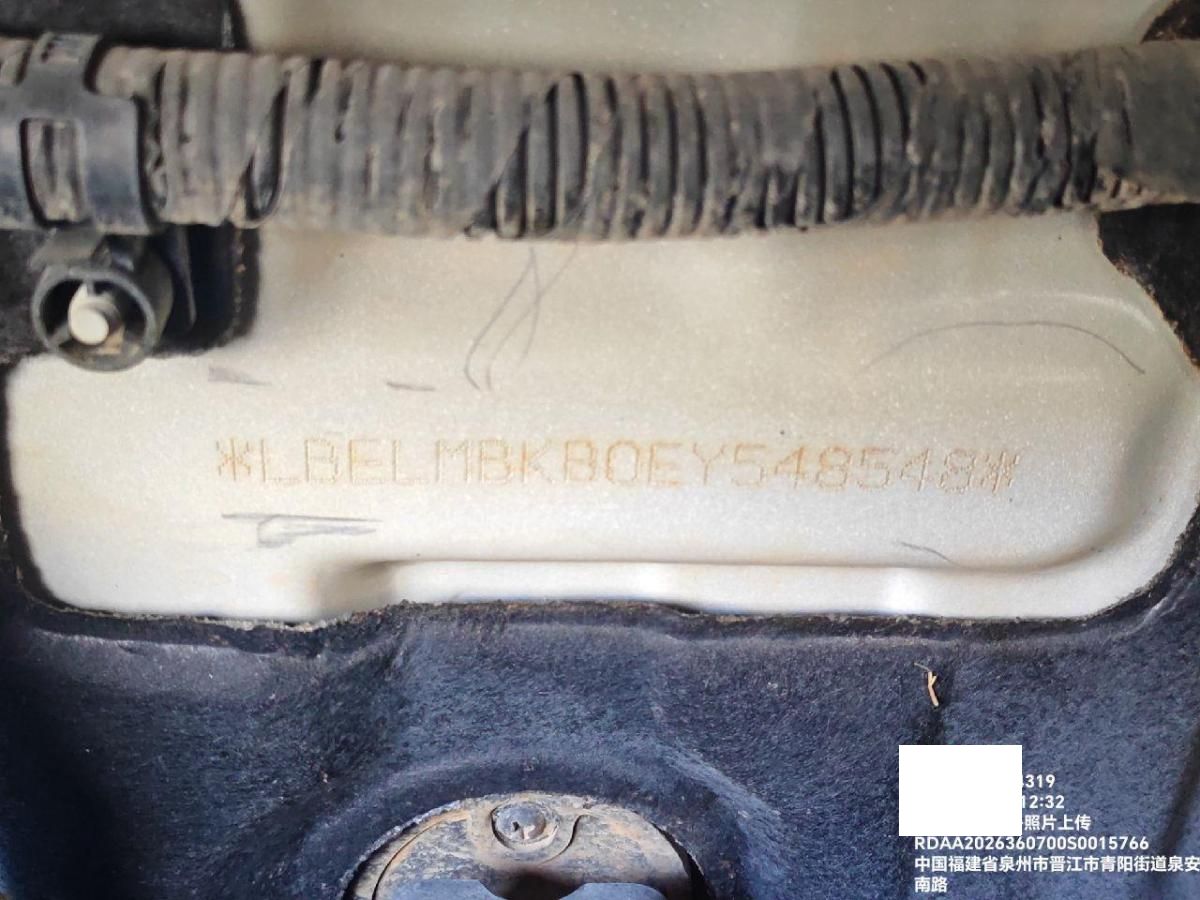 *LBELMBKB0EY548548*
4319
12:32
照片上传
RDAA2026360700S0015766
中国福建省泉州市晋江市青阳街道泉安
南路